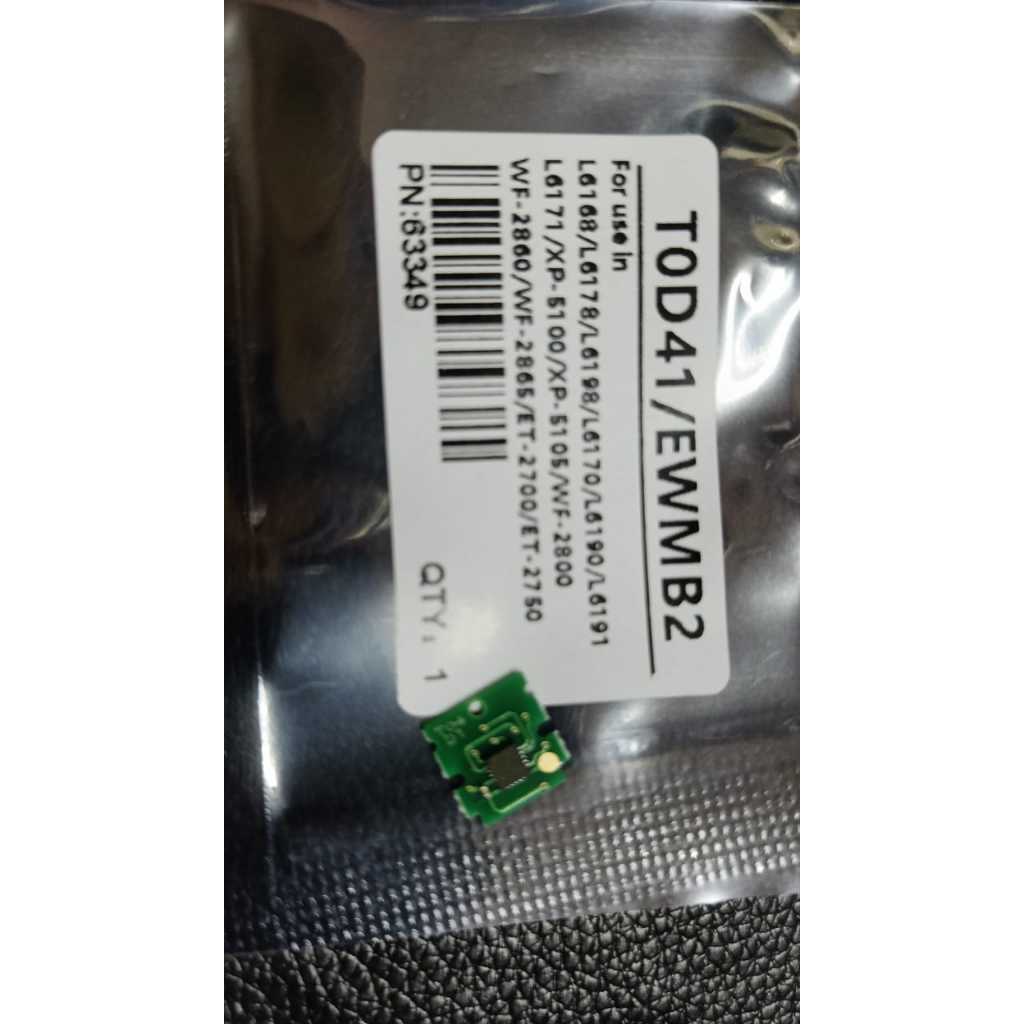 T0D41/EWMB2
For use in
L6168/L6178/L6198/L6170/L6190/L6191
L6171/XP-5100/XP-5105/WF-2800
WF-2860/WF-2865/ET-2700/ET-2750
PN:63349
QTY: 1